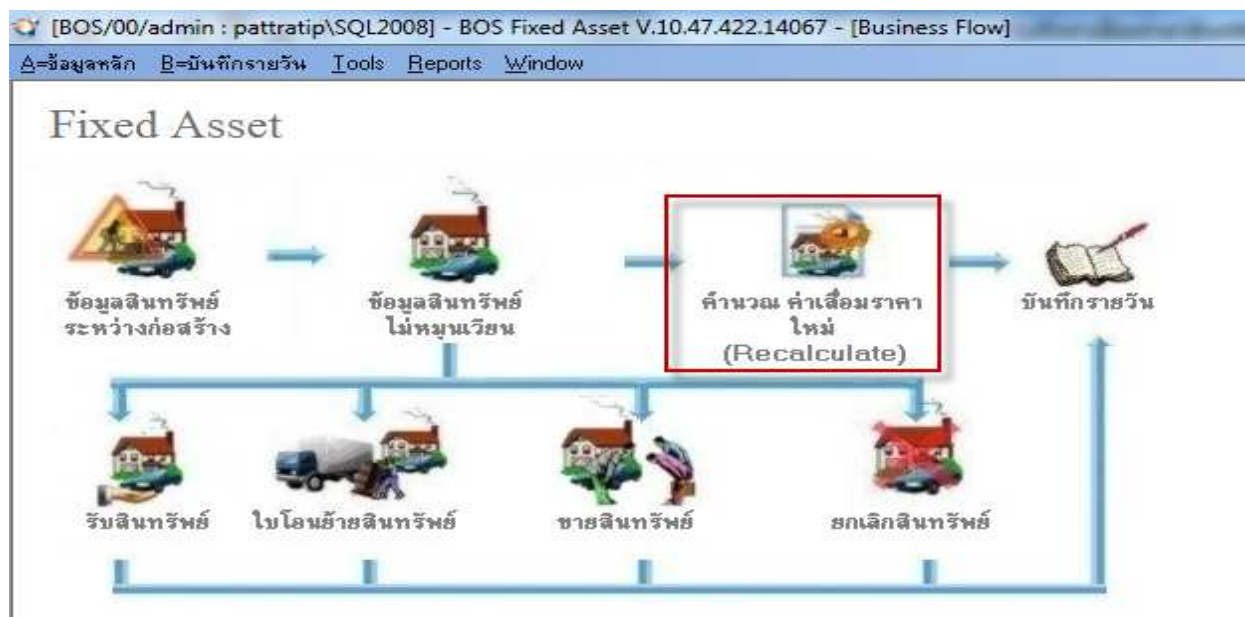 [BOS/00/admin : pattratip\SQL2008] - BOS Fixed Asset V.10.47.422.14067 - [Business Flow]
A=ข้อมูลหลัก B=บันทึกรายวัน Tools Reports Window
Fixed Asset
ข้อมูลสินทรัพย์
ระหว่างก่อสร้าง
ข้อมูลสินทรัพย์
ไม่หมุนเวียน
คำนวณ ค่าเสื่อมราคา
ใหม่
(Recalculate)
บันทึกรายวัน
รับสินทรัพย์
ใบโอนย้ายสินทรัพย์
ขายสินทรัพย์
ยกเลิกสินทรัพย์